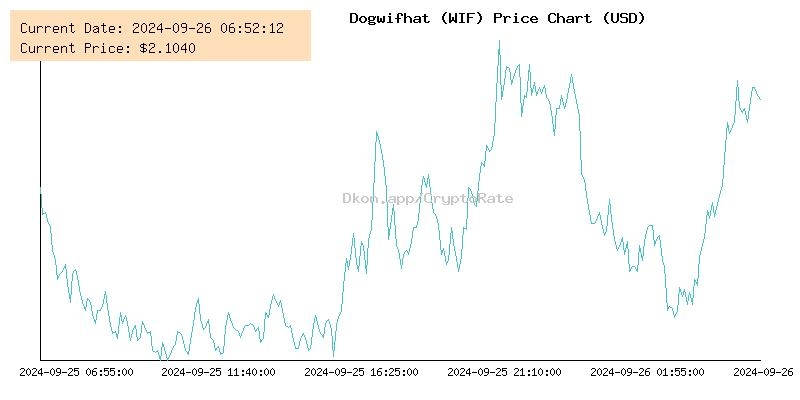 Dogwifhat (WIF) Price Chart (USD)
Current Date: 2024-09-26 06:52:12
Current Price: $2.1040
Dkon.app/CryptoRate
2024-09-25 06:55:00 2024-09-25 11:40:00 2024-09-25 16:25:00 2024-09-25 21:10:00 2024-09-26 01:55:00 2024-09-26